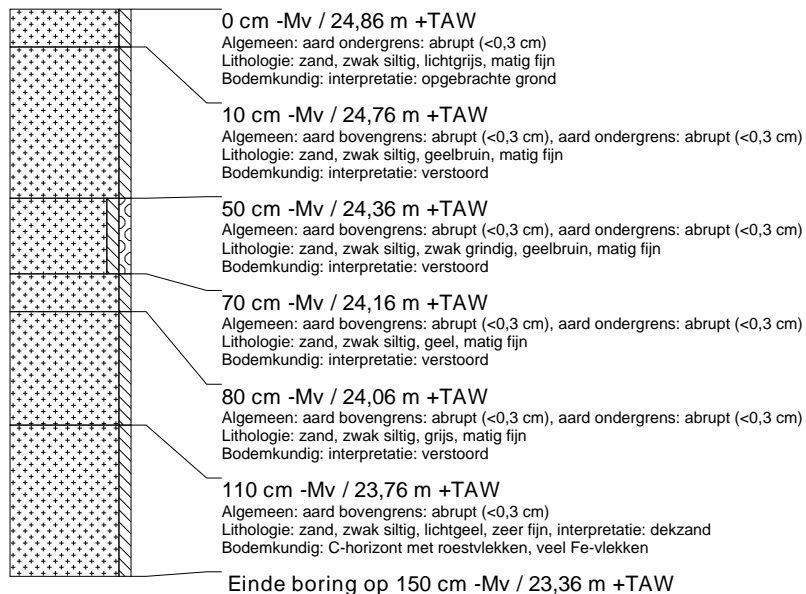 0 cm -Mv / 24,86 m +TAW
Algemeen: aard ondergrens: abrupt (<0,3 cm)
Lithologie: zand, zwak siltig, lichtgrijs, matig fijn
Bodemkundig: interpretatie: opgebrachte grond
10 cm -Mv / 24,76 m +TAW
Algemeen: aard bovengrens: abrupt (<0,3 cm), aard ondergrens: abrupt (<0,3 cm)
Lithologie: zand, zwak siltig, geelbruin, matig fijn
Bodemkundig: interpretatie: verstoord
50 cm -Mv / 24,36 m +TAW
Algemeen: aard bovengrens: abrupt (<0,3 cm), aard ondergrens: abrupt (<0,3 cm)
Lithologie: zand, zwak siltig, zwak grindig, geelbruin, matig fijn
Bodemkundig: interpretatie: verstoord
70 cm -Mv / 24,16 m +TAW
Algemeen: aard bovengrens: abrupt (<0,3 cm), aard ondergrens: abrupt (<0,3 cm)
Lithologie: zand, zwak siltig, geel, matig fijn
Bodemkundig: interpretatie: verstoord
80 cm -Mv / 24,06 m +TAW
Algemeen: aard bovengrens: abrupt (<0,3 cm), aard ondergrens: abrupt (<0,3 cm)
Lithologie: zand, zwak siltig, grijs, matig fijn
Bodemkundig: interpretatie: verstoord
110 cm -Mv / 23,76 m +TAW
Algemeen: aard bovengrens: abrupt (<0,3 cm)
Lithologie: zand, zwak siltig, lichtgeel, zeer fijn, interpretatie: dekzand
Bodemkundig: C-horizont met roestvlekken, veel Fe-vlekken
Einde boring op 150 cm -Mv / 23,36 m +TAW